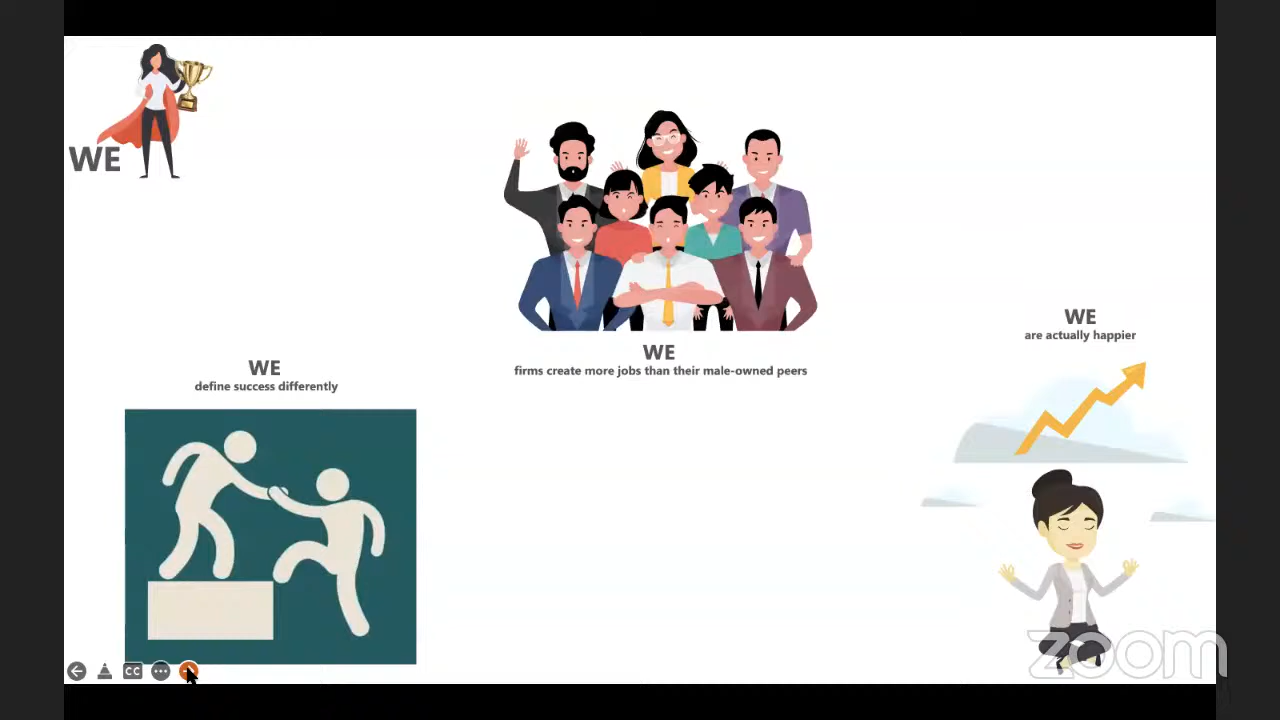 WE
WE
firms create more jobs than their male-owned peers
WE
are actually happier
WE
define success differently
CC
zoom